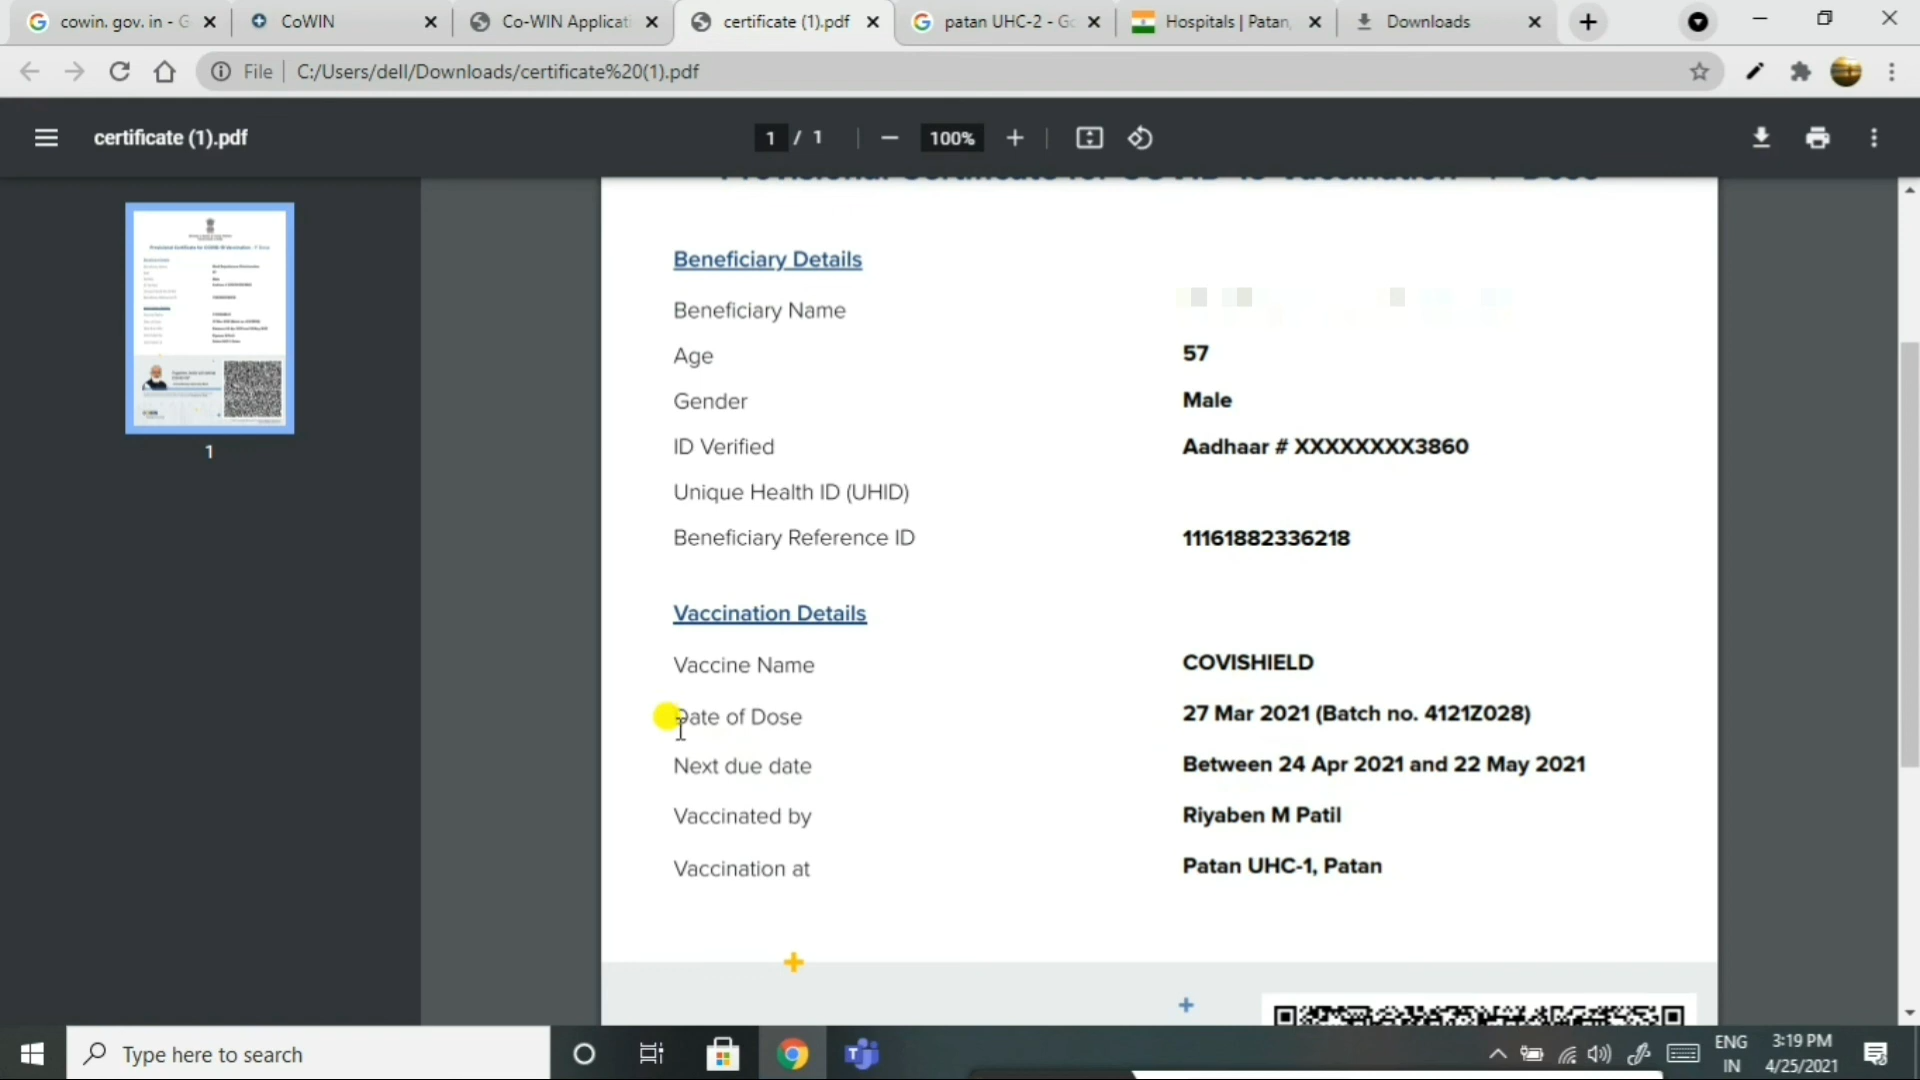 cowin. gov. in - G
CoWIN
Co-WIN Applicati
certificate (1).pdf
patan UHC-2 - Go
Hospitals | Patan,
Downloads
File
C:/Users/dell/Downloads/certificate%20(1).pdf
certificate (1).pdf
1 / 1
100%
Beneficiary Details
Beneficiary Name
Age 57
Gender Male
ID Verified Aadhaar # XXXXXXXX3860
Unique Health ID (UHID)
Beneficiary Reference ID 11161882336218
Vaccination Details
Vaccine Name COVISHIELD
Date of Dose 27 Mar 2021 (Batch no. 4121Z028)
Next due date Between 24 Apr 2021 and 22 May 2021
Vaccinated by Riyaben M Patil
Vaccination at Patan UHC-1, Patan
1
Type here to search
ENG
IN
3:19 PM
4/25/2021